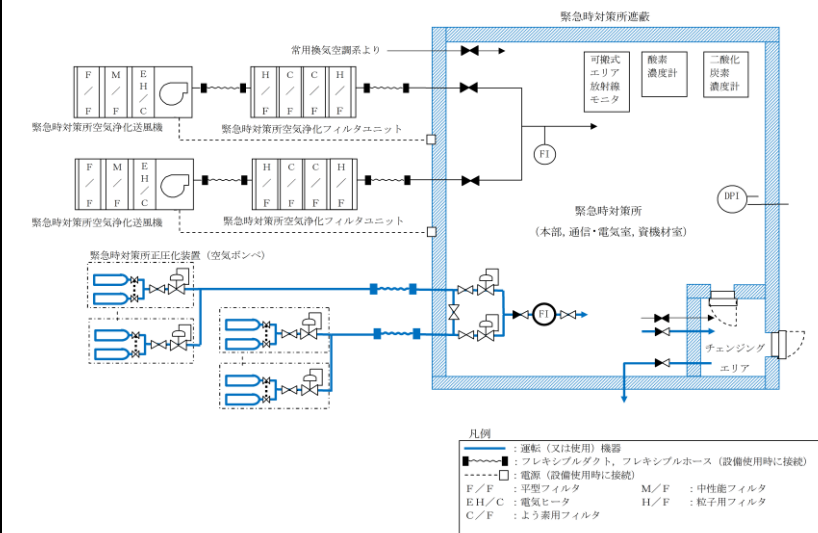 緊急時対策所遮蔽
常用換気空調系より
可搬式
エリア
放射線
モニタ
酸素
濃度計
二酸化
炭素
濃度計
F/F
M/F
EH/C
H/F
C/F
C/F
H/F
緊急時対策所空気浄化送風機
緊急時対策所空気浄化フィルタユニット
FI
F/F
M/F
EH/C
H/F
C/F
C/F
H/F
緊急時対策所空気浄化送風機
緊急時対策所空気浄化フィルタユニット
DPI
緊急時対策所
(本部, 通信・電気室, 資機材室)
緊急時対策所正圧化装置(空気ボンベ)
FI
チェンジング
エリア
凡例
:運転(又は使用)機器
:フレキシブルダクト, フレキシブルホース(設備使用時に接続)
:電源(設備使用時に接続)
F/F :平型フィルタ M/F :中性能フィルタ
EH/C :電気ヒータ H/F :粒子用フィルタ
C/F :よう素用フィルタ